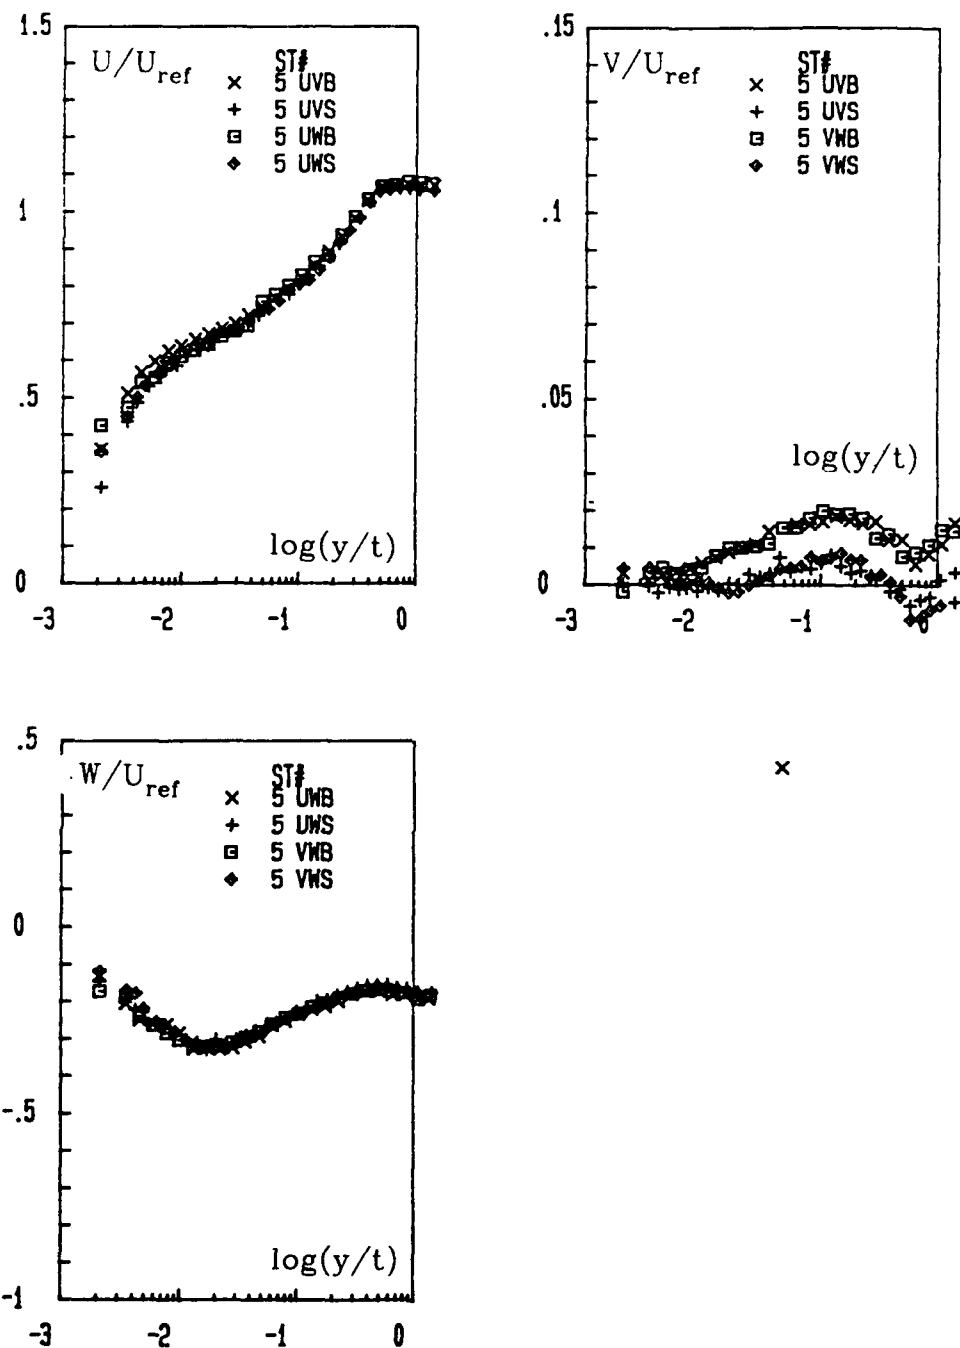 1.5
U/Uref
ST#
× 5 UVB
+ 5 UVS
5 UWB
5 UWS
1
.5
log(y/t)
0
-3 -2 -1 0
.15
V/Uref
ST#
× 5 UVB
+ 5 UVS
5 VWB
5 VWS
.1
.05
log(y/t)
0
-3 -2 -1 0
.5
W/Uref
ST#
× 5 UWB
+ 5 UWS
5 VWB
5 VWS
0
-.5
log(y/t)
-1
-3 -2 -1 0